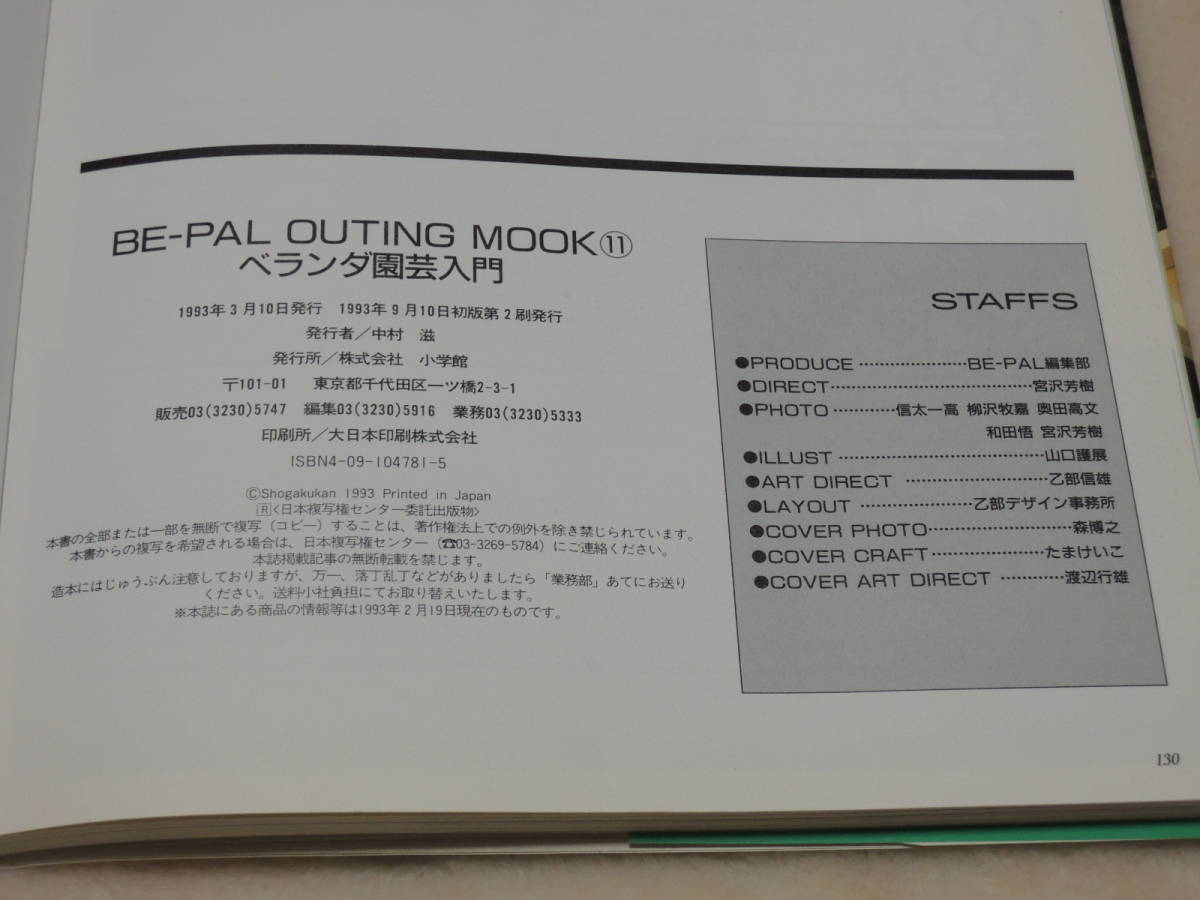 BE-PAL OUTING MOOK⑪
ベランダ園芸入門
1993年3月10日発行　1993年9月10日初版第2刷発行
発行者／中村　滋
発行所／株式会社　小学館
〒101-01　東京都千代田区一ツ橋2-3-1
販売03(3230)5747　編集03(3230)5916　業務03(3230)5333
印刷所／大日本印刷株式会社
ISBN4-09-104781-5
©Shogakukan 1993 Printed in Japan
🅁<日本複写権センター委託出版物>
本書の全部または一部を無断で複写（コピー）することは、著作権法上での例外を除き禁じられています。
本書からの複写を希望される場合は、日本複写権センター（☎03-3269-5784）にご連絡ください。
本誌掲載記事の無断転載を禁じます。
造本にはじゅうぶん注意しておりますが、万一、落丁乱丁などがありましたら「業務部」あてにお送り
ください。送料小社負担にてお取り替えいたします。
※本誌にある商品の情報等は1993年2月19日現在のものです。
STAFFS
●PRODUCE ………………BE-PAL編集部
●DIRECT……………………………宮沢芳樹
●PHOTO …………信太一高 柳沢牧嘉 奥田高文
和田悟 宮沢芳樹
●ILLUST ……………………………山口護展
●ART DIRECT ……………………乙部信雄
●LAYOUT …………………乙部デザイン事務所
●COVER PHOTO……………………森博之
●COVER CRAFT………………たまけいこ
●COVER ART DIRECT …………渡辺行雄
130